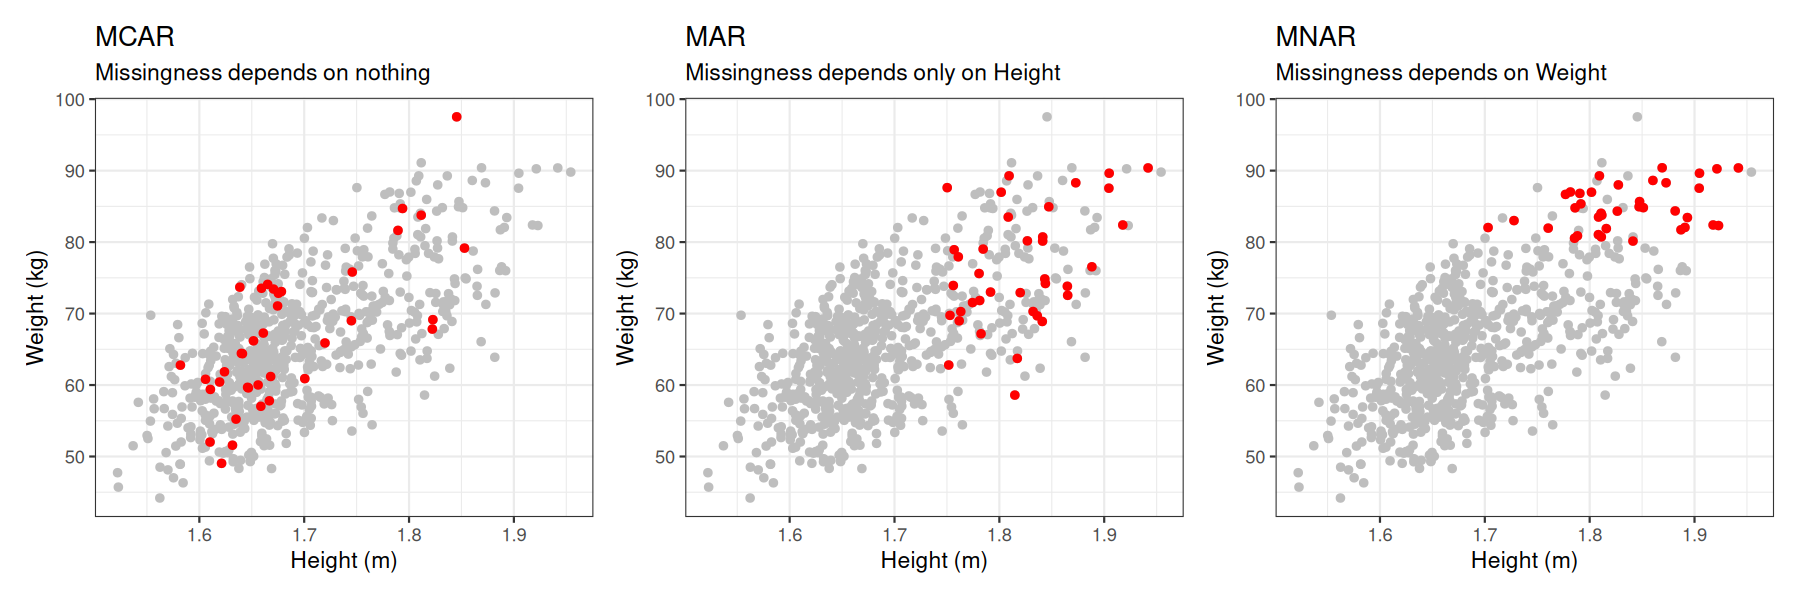 MCAR
Missingness depends on nothing
100
90
80
70
60
50
Weight (kg)
1.6 1.7 1.8 1.9
Height (m)
MAR
Missingness depends only on Height
100
90
80
70
60
50
Weight (kg)
1.6 1.7 1.8 1.9
Height (m)
MNAR
Missingness depends on Weight
100
90
80
70
60
50
Weight (kg)
1.6 1.7 1.8 1.9
Height (m)